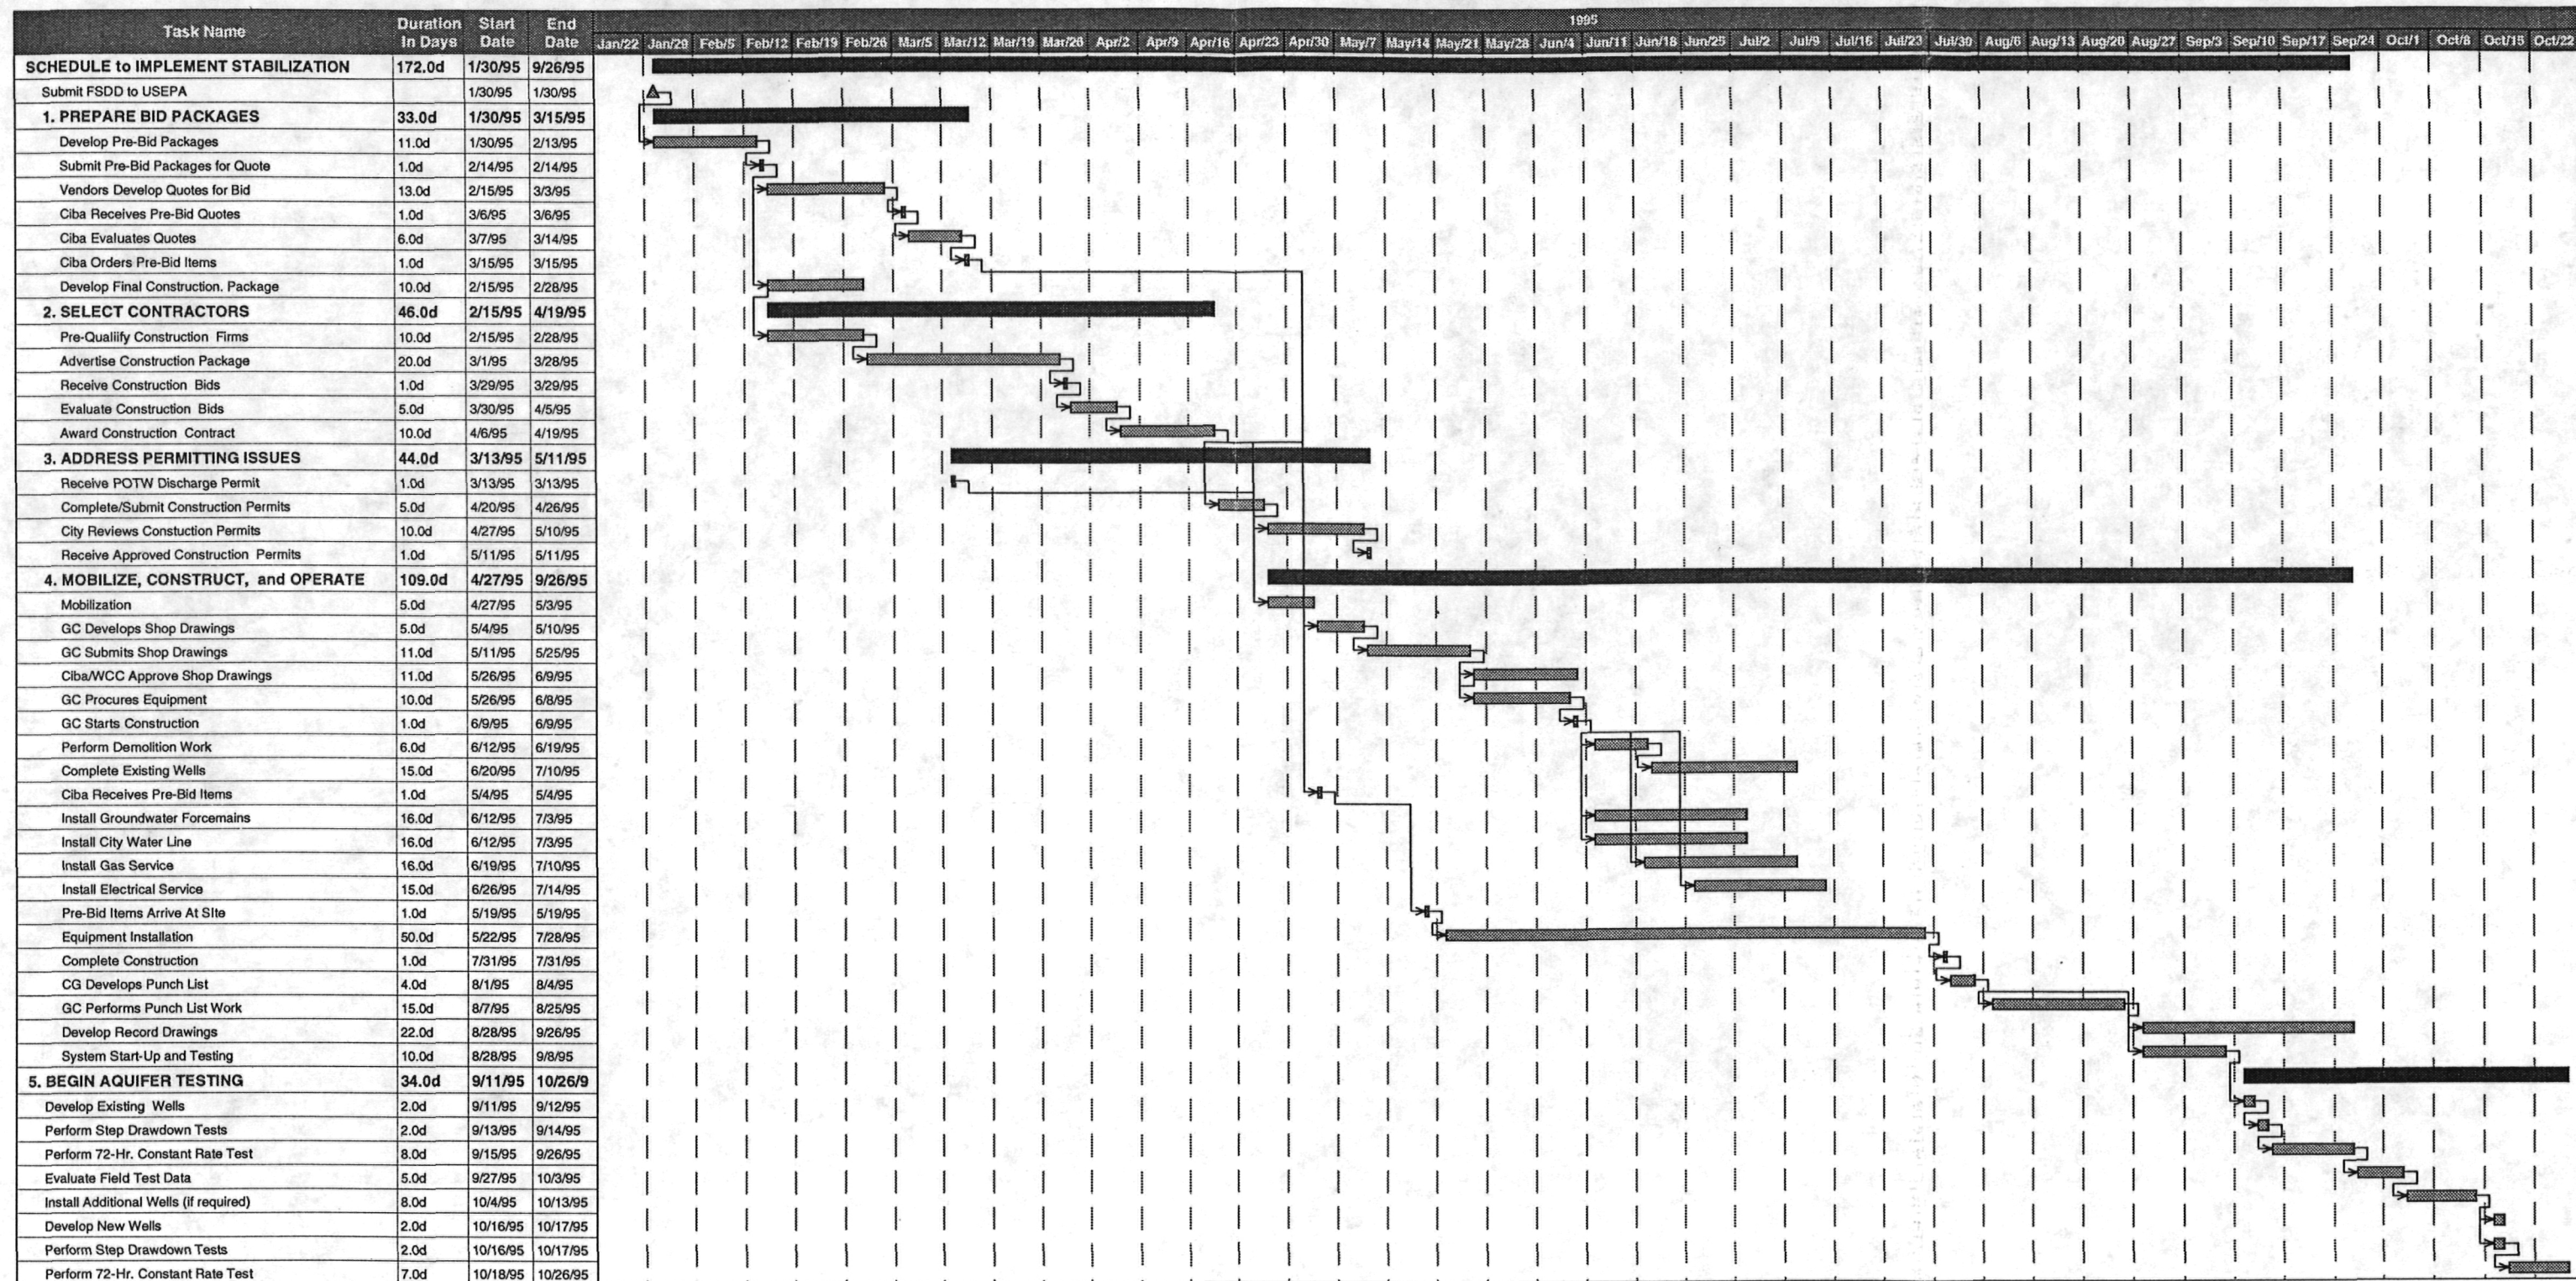 1995
Task Name Duration In Days Start Date End Date Jan/22 Jan/29 Feb/5 Feb/12 Feb/19 Feb/26 Mar/5 Mar/12 Mar/19 Mar/26 Apr/2 Apr/9 Apr/16 Apr/23 Apr/30 May/7 May/14 May/21 May/28 Jun/4 Jun/11 Jun/18 Jun/25 Jul/2 Jul/9 Jul/16 Jul/23 Jul/30 Aug/6 Aug/13 Aug/20 Aug/27 Sep/3 Sep/10 Sep/17 Sep/24 Oct/1 Oct/8 Oct/15 Oct/22
SCHEDULE to IMPLEMENT STABILIZATION 172.0d 1/30/95 9/26/95
Submit FSDD to USEPA 1/30/95 1/30/95
1. PREPARE BID PACKAGES 33.0d 1/30/95 3/15/95
Develop Pre-Bid Packages 11.0d 1/30/95 2/13/95
Submit Pre-Bid Packages for Quote 1.0d 2/14/95 2/14/95
Vendors Develop Quotes for Bid 13.0d 2/15/95 3/3/95
Ciba Receives Pre-Bid Quotes 1.0d 3/6/95 3/6/95
Ciba Evaluates Quotes 6.0d 3/7/95 3/14/95
Ciba Orders Pre-Bid Items 1.0d 3/15/95 3/15/95
Develop Final Construction. Package 10.0d 2/15/95 2/28/95
2. SELECT CONTRACTORS 46.0d 2/15/95 4/19/95
Pre-Qualiify Construction Firms 10.0d 2/15/95 2/28/95
Advertise Construction Package 20.0d 3/1/95 3/28/95
Receive Construction Bids 1.0d 3/29/95 3/29/95
Evaluate Construction Bids 5.0d 3/30/95 4/5/95
Award Construction Contract 10.0d 4/6/95 4/19/95
3. ADDRESS PERMITTING ISSUES 44.0d 3/13/95 5/11/95
Receive POTW Discharge Permit 1.0d 3/13/95 3/13/95
Complete/Submit Construction Permits 5.0d 4/20/95 4/26/95
City Reviews Constuction Permits 10.0d 4/27/95 5/10/95
Receive Approved Construction Permits 1.0d 5/11/95 5/11/95
4. MOBILIZE, CONSTRUCT, and OPERATE 109.0d 4/27/95 9/26/95
Mobilization 5.0d 4/27/95 5/3/95
GC Develops Shop Drawings 5.0d 5/4/95 5/10/95
GC Submits Shop Drawings 11.0d 5/11/95 5/25/95
Ciba/WCC Approve Shop Drawings 11.0d 5/26/95 6/9/95
GC Procures Equipment 10.0d 5/26/95 6/8/95
GC Starts Construction 1.0d 6/9/95 6/9/95
Perform Demolition Work 6.0d 6/12/95 6/19/95
Complete Existing Wells 15.0d 6/20/95 7/10/95
Ciba Receives Pre-Bid Items 1.0d 5/4/95 5/4/95
Install Groundwater Forcemains 16.0d 6/12/95 7/3/95
Install City Water Line 16.0d 6/12/95 7/3/95
Install Gas Service 16.0d 6/19/95 7/10/95
Install Electrical Service 15.0d 6/26/95 7/14/95
Pre-Bid Items Arrive At SIte 1.0d 5/19/95 5/19/95
Equipment Installation 50.0d 5/22/95 7/28/95
Complete Construction 1.0d 7/31/95 7/31/95
CG Develops Punch List 4.0d 8/1/95 8/4/95
GC Performs Punch List Work 15.0d 8/7/95 8/25/95
Develop Record Drawings 22.0d 8/28/95 9/26/95
System Start-Up and Testing 10.0d 8/28/95 9/8/95
5. BEGIN AQUIFER TESTING 34.0d 9/11/95 10/26/9
Develop Existing Wells 2.0d 9/11/95 9/12/95
Perform Step Drawdown Tests 2.0d 9/13/95 9/14/95
Perform 72-Hr. Constant Rate Test 8.0d 9/15/95 9/26/95
Evaluate Field Test Data 5.0d 9/27/95 10/3/95
Install Additional Wells (if required) 8.0d 10/4/95 10/13/95
Develop New Wells 2.0d 10/16/95 10/17/95
Perform Step Drawdown Tests 2.0d 10/16/95 10/17/95
Perform 72-Hr. Constant Rate Test 7.0d 10/18/95 10/26/95